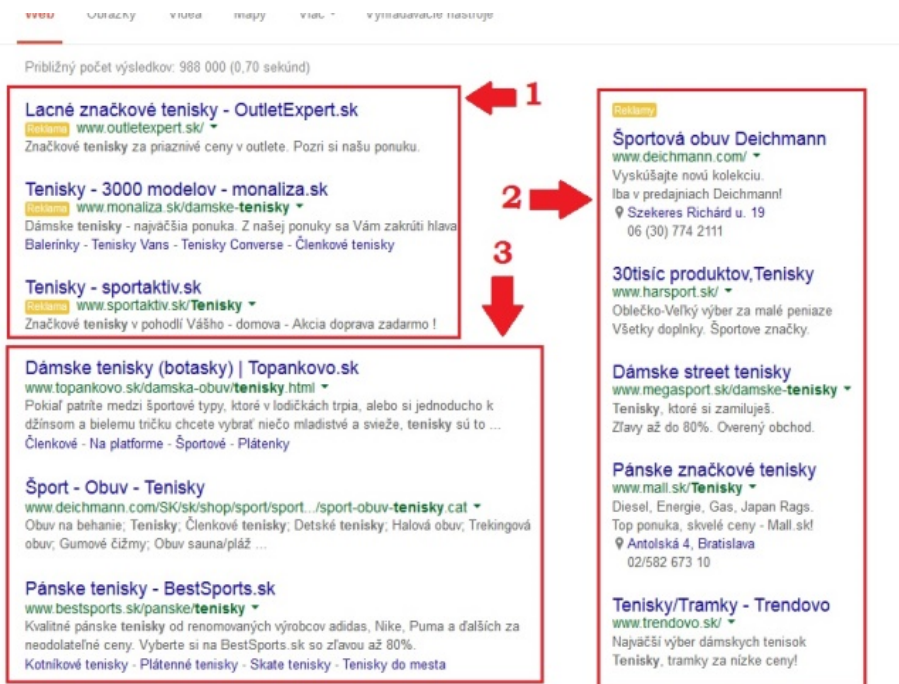 Web Obrázky Videá Mapy Viac Vyhľadávacie nástroje
Približný počet výsledkov: 988 000 (0,70 sekúnd)
1
Lacné značkové tenisky - OutletExpert.sk
Reklama www.outletexpert.sk/
Značkové tenisky za priaznivé ceny v outlete. Pozri si našu ponuku.
Tenisky - 3000 modelov - monaliza.sk
Reklama www.monaliza.sk/damske-tenisky
Dámske tenisky - najväčšia ponuka. Z našej ponuky sa Vám zakrúti hlava
Balerínky - Tenisky Vans - Tenisky Converse - Členkové tenisky
Tenisky - sportaktiv.sk
Reklama www.sportaktiv.sk/Tenisky
Značkové tenisky v pohodlí Vášho - domova - Akcia doprava zadarmo !
3
Dámske tenisky (botasky) | Topankovo.sk
www.topankovo.sk/damska-obuv/tenisky.html
Pokiaľ patríte medzi športové typy, ktoré v lodičkách trpia, alebo si jednoducho k
džínsom a bielemu tričku chcete vybrať niečo mladistvé a svieže, tenisky sú to ...
Členkové - Na platforme - Športové - Plátenky
Šport - Obuv - Tenisky
www.deichmann.com/SK/sk/shop/sport/sport.../sport-obuv-tenisky.cat
Obuv na behanie; Tenisky; Členkové tenisky; Detské tenisky; Halová obuv; Trekingová
obuv; Gumové čižmy; Obuv sauna/pláž ...
Pánske tenisky - BestSports.sk
www.bestsports.sk/panske/tenisky
Kvalitné pánske tenisky od renomovaných výrobcov adidas, Nike, Puma a ďalších za
neodolateľné ceny. Vyberte si na BestSports.sk so zľavou až 80%.
Kotníkové tenisky - Plátenné tenisky - Skate tenisky - Tenisky do mesta
2
Reklamy
Športová obuv Deichmann
www.deichmann.com/
Vyskúšajte novú kolekciu.
Iba v predajniach Deichmann!
Szekeres Richárd u. 19
06 (30) 774 2111
30tisíc produktov,Tenisky
www.harsport.sk/
Oblečko-Veľký výber za malé peniaze
Všetky doplnky. Športove značky.
Dámske street tenisky
www.megasport.sk/damske-tenisky
Tenisky, ktoré si zamiluješ.
Zľavy až do 80%. Overený obchod.
Pánske značkové tenisky
www.mall.sk/Tenisky
Diesel, Energie, Gas, Japan Rags.
Top ponuka, skvelé ceny - Mall.sk!
Antolská 4, Bratislava
02/582 673 10
Tenisky/Tramky - Trendovo
www.trendovo.sk/
Najväčší výber dámskych tenisok
Tenisky, tramky za nízke ceny!